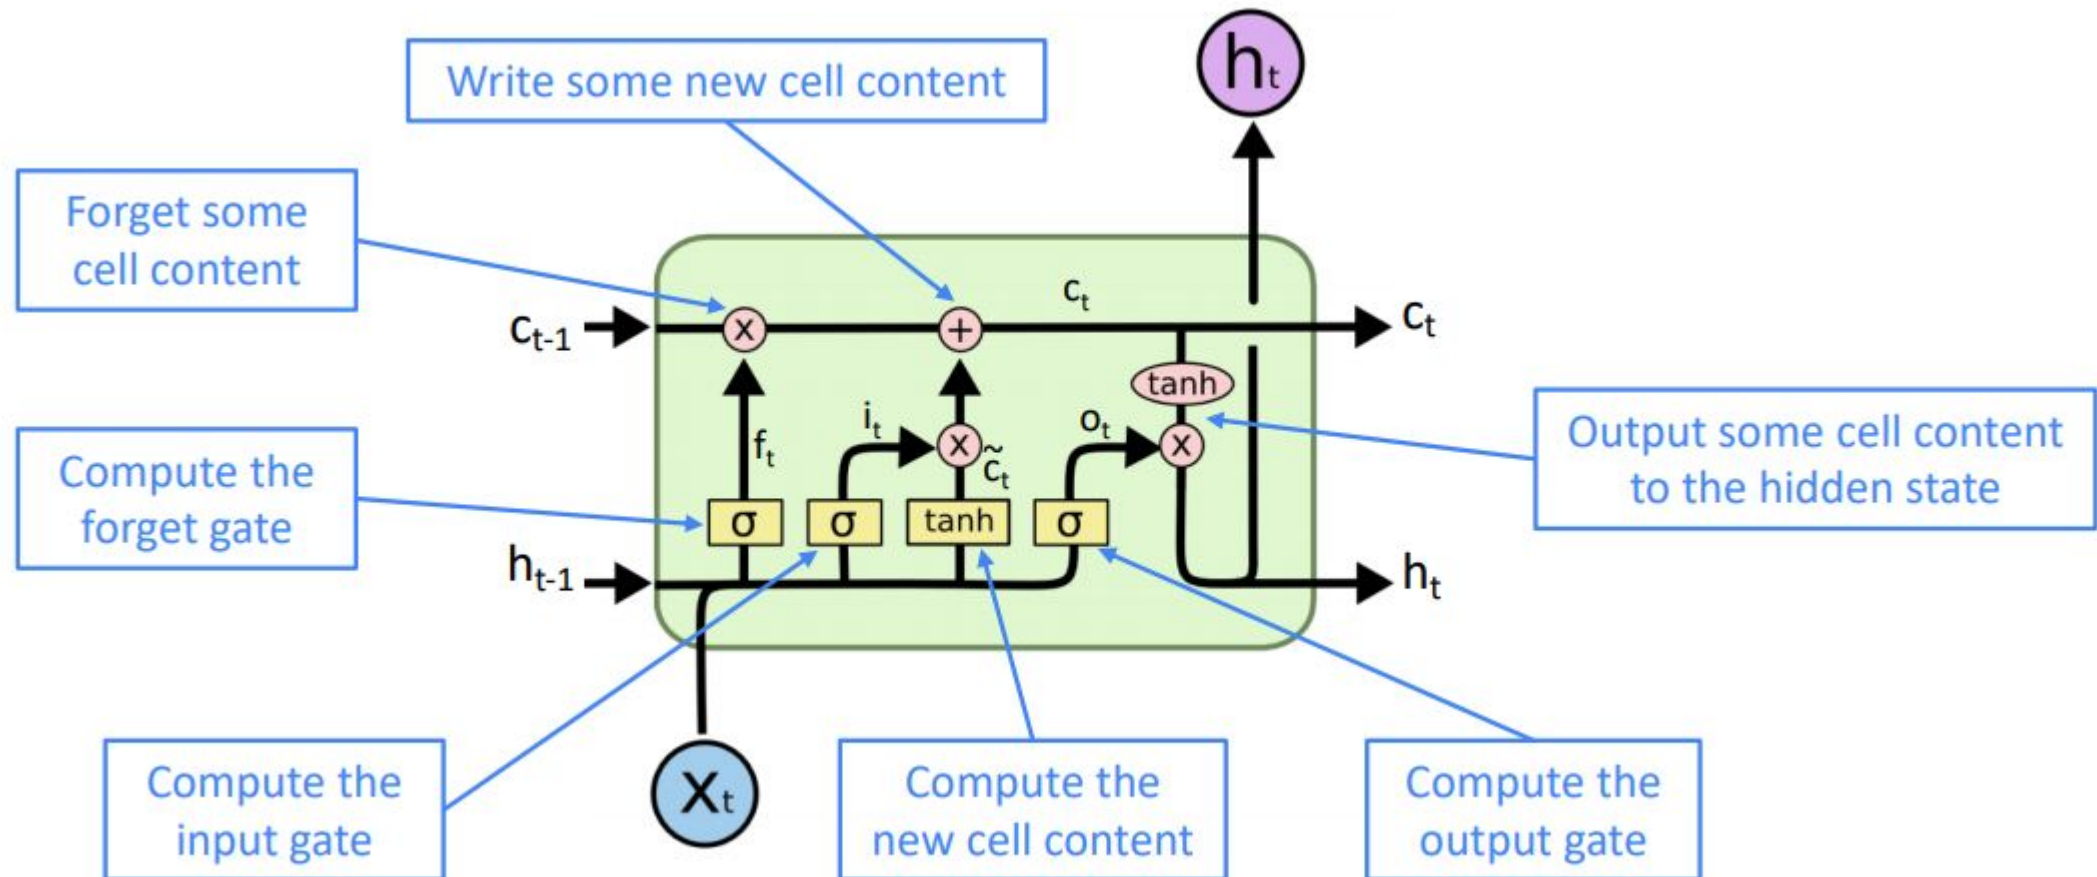 Write some new cell content
hₜ
Forget some
cell content
cₜ
cₜ₋₁
x
+
cₜ
tanh
iₜ
oₜ
fₜ
x
x
c̃ₜ
Output some cell content
to the hidden state
Compute the
forget gate
σ
σ
tanh
σ
hₜ₋₁
hₜ
Compute the
input gate
Xₜ
Compute the
new cell content
Compute the
output gate